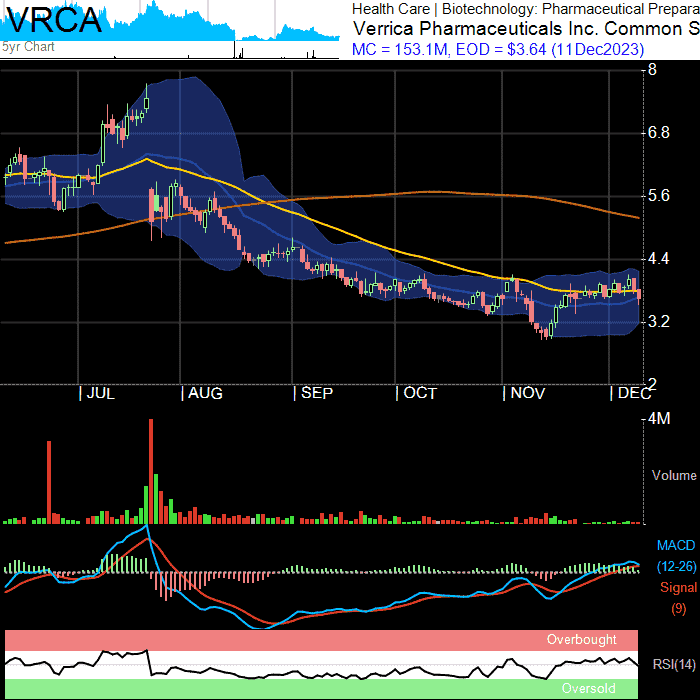 VRCA
5yr Chart
Health Care | Biotechnology: Pharmaceutical Prepara
Verrica Pharmaceuticals Inc. Common S
MC = 153.1M, EOD = $3.64 (11Dec2023)
8
6.8
5.6
4.4
3.2
2
| JUL | AUG | SEP | OCT | NOV | DEC
4M
Volume
MACD
(12-26)
Signal
(9)
Overbought
RSI(14)
Oversold